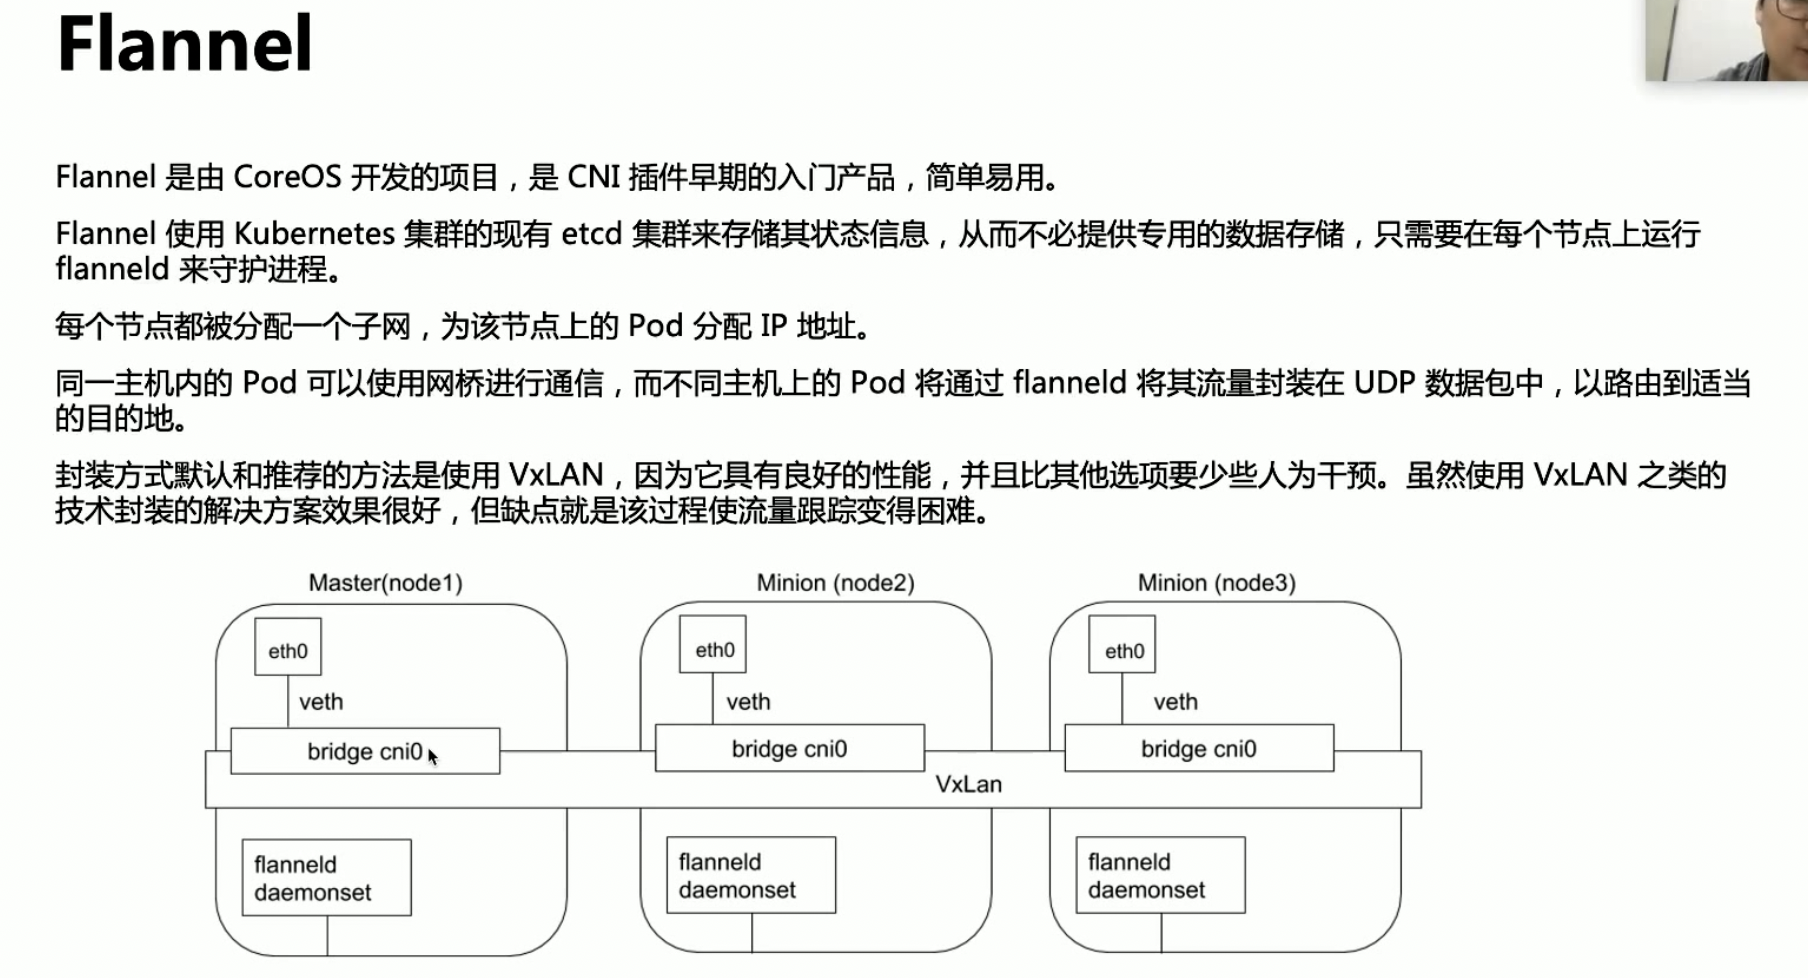 Flannel
Flannel 是由 CoreOS 开发的项目，是 CNI 插件早期的入门产品，简单易用。
Flannel 使用 Kubernetes 集群的现有 etcd 集群来存储其状态信息，从而不必提供专用的数据存储，只需要在每个节点上运行
flanneld 来守护进程。
每个节点都被分配一个子网，为该节点上的 Pod 分配 IP 地址。
同一主机内的 Pod 可以使用网桥进行通信，而不同主机上的 Pod 将通过 flanneld 将其流量封装在 UDP 数据包中，以路由到适当
的目的地。
封装方式默认和推荐的方法是使用 VxLAN，因为它具有良好的性能，并且比其他选项要少些人为干预。虽然使用 VxLAN 之类的
技术封装的解决方案效果很好，但缺点就是该过程使流量跟踪变得困难。
Master(node1)
Minion (node2)
Minion (node3)
eth0
eth0
eth0
veth
veth
veth
bridge cni0
bridge cni0
bridge cni0
VxLan
flanneld
daemonset
flanneld
daemonset
flanneld
daemonset